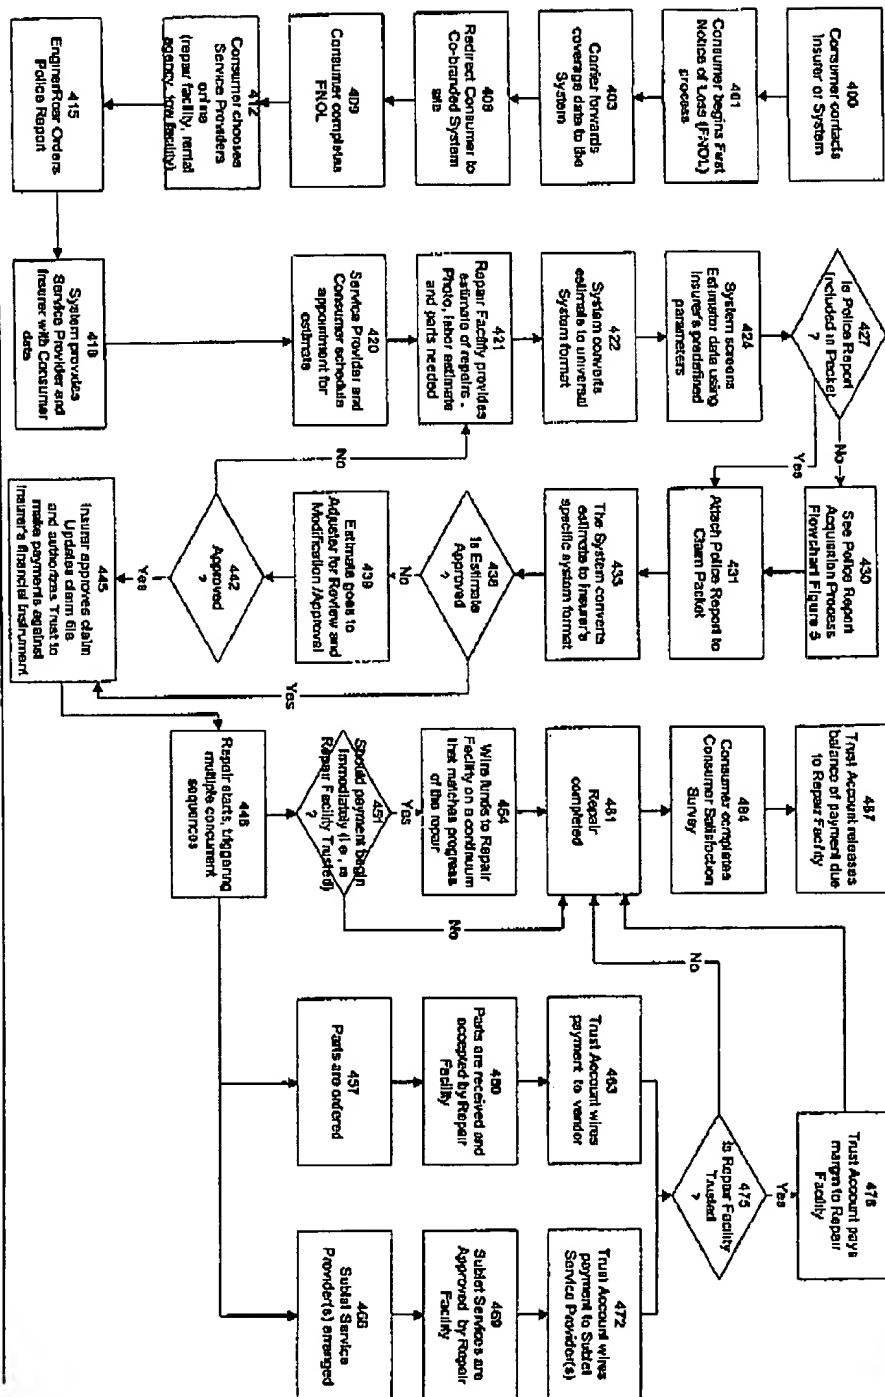 400
Consumer contacts
Insurer or System
401
Consumer begins First
Notice of Loss (FNOL)
process
403
Carrier forwards
coverage data to the
System
408
Redirect Consumer to
Co-branded System
site
409
Consumer completes
FNOL
412
Consumer chooses
Service Providers
online
(repair facility, rental
agency, tow facility)
415
EngineRoar Orders
Police Report
418
System provides
Service Provider and
Insurer with Consumer
data
420
Service Provider and
Consumer schedule
appointment for
estimate
421
Repair Facility provides
estimate of repairs -
Photo, labor estimate
and parts needed
422
System converts
estimate to universal
System format
424
System screens
Estimator data using
Insurer's predefined
parameters
427
Is Police Report
Included in Packet
?
No
Yes
430
See Police Report
Acquisition Process
Flowchart Figure 5
431
Attach Police Report to
Claim Packet
433
The System converts
estimate to Insurer's
specific system format
436
Is Estimate
Approved
?
No
Yes
439
Estimate goes to
Adjuster for Review and
Modification /Approval
442
Approved
?
No
Yes
445
Insurer approves claim
Updates claim file
and authorizes Trust to
make payments against
Insurer's financial instrument
448
Repair starts, triggering
multiple concurrent
sequences
451
Should payment begin
Immediately (i.e., is
Repair Facility Trusted)
?
Yes
No
454
Wire funds to Repair
Facility on a continuum
that matches progress
of the repair
481
Repair
completed
484
Consumer completes
Consumer Satisfaction
Survey
487
Trust Account releases
balance of payment due
to Repair Facility
457
Parts are ordered
460
Parts are received and
accepted by Repair
Facility
463
Trust Account wires
payment to vendor
466
Sublet Service
Provider(s) arranged
469
Sublet Services are
Approved by Repair
Facility
472
Trust Account wires
payment to Sublet
Service Provider(s)
475
Is Repair Facility
Trusted
?
No
Yes
478
Trust Account pays
margin to Repair
Facility